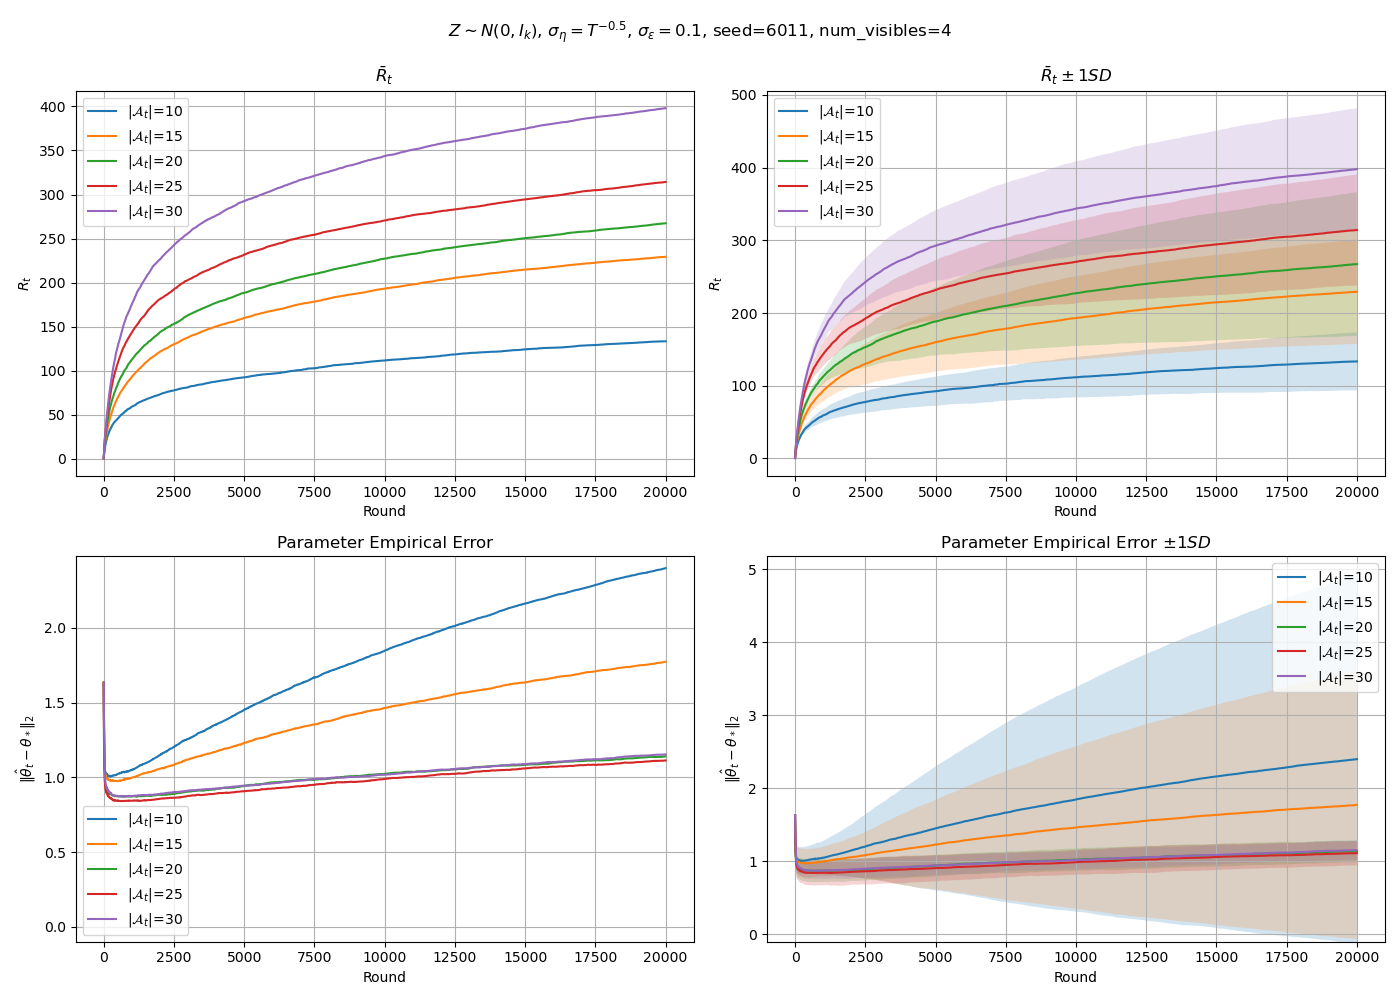 Z ∼ N(0, I_k), σ_η = T^{−0.5}, σ_ε = 0.1, seed=6011, num_visibles=4
R̄_t
400
350
300
250
200
150
100
50
0
R_t
|𝒜_t|=10
|𝒜_t|=15
|𝒜_t|=20
|𝒜_t|=25
|𝒜_t|=30
0 2500 5000 7500 10000 12500 15000 17500 20000
Round
R̄_t ± 1SD
500
400
300
200
100
0
R_t
|𝒜_t|=10
|𝒜_t|=15
|𝒜_t|=20
|𝒜_t|=25
|𝒜_t|=30
0 2500 5000 7500 10000 12500 15000 17500 20000
Round
Parameter Empirical Error
2.0
1.5
1.0
0.5
0.0
‖θ̂_t − θ_*‖_2
|𝒜_t|=10
|𝒜_t|=15
|𝒜_t|=20
|𝒜_t|=25
|𝒜_t|=30
0 2500 5000 7500 10000 12500 15000 17500 20000
Round
Parameter Empirical Error ±1SD
5
4
3
2
1
0
‖θ̂_t − θ_*‖_2
|𝒜_t|=10
|𝒜_t|=15
|𝒜_t|=20
|𝒜_t|=25
|𝒜_t|=30
0 2500 5000 7500 10000 12500 15000 17500 20000
Round